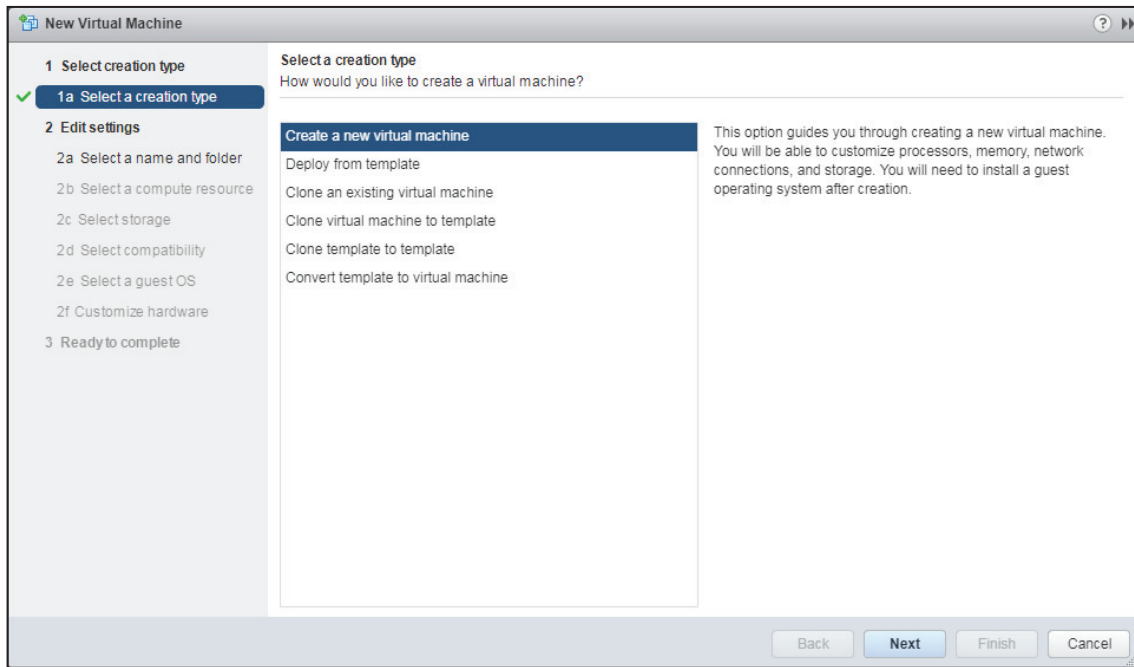 New Virtual Machine
?
1 Select creation type
1a Select a creation type
2 Edit settings
2a Select a name and folder
2b Select a compute resource
2c Select storage
2d Select compatibility
2e Select a guest OS
2f Customize hardware
3 Ready to complete
Select a creation type
How would you like to create a virtual machine?
Create a new virtual machine
Deploy from template
Clone an existing virtual machine
Clone virtual machine to template
Clone template to template
Convert template to virtual machine
This option guides you through creating a new virtual machine.
You will be able to customize processors, memory, network
connections, and storage. You will need to install a guest
operating system after creation.
Back
Next
Finish
Cancel